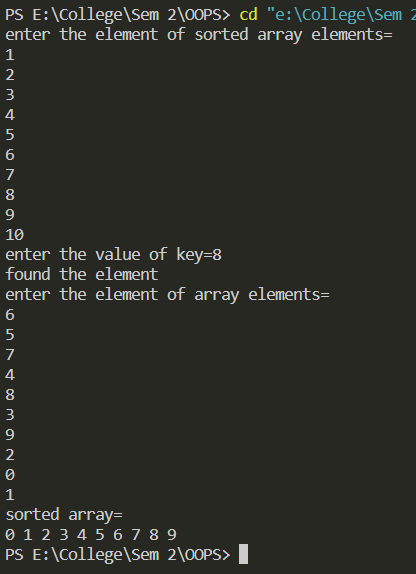 PS E:\College\Sem 2\OOPS> cd "e:\College\Sem 2
enter the element of sorted array elements=
1
2
3
4
5
6
7
8
9
10
enter the value of key=8
found the element
enter the element of array elements=
6
5
7
4
8
3
9
2
0
1
sorted array=
0 1 2 3 4 5 6 7 8 9
PS E:\College\Sem 2\OOPS>